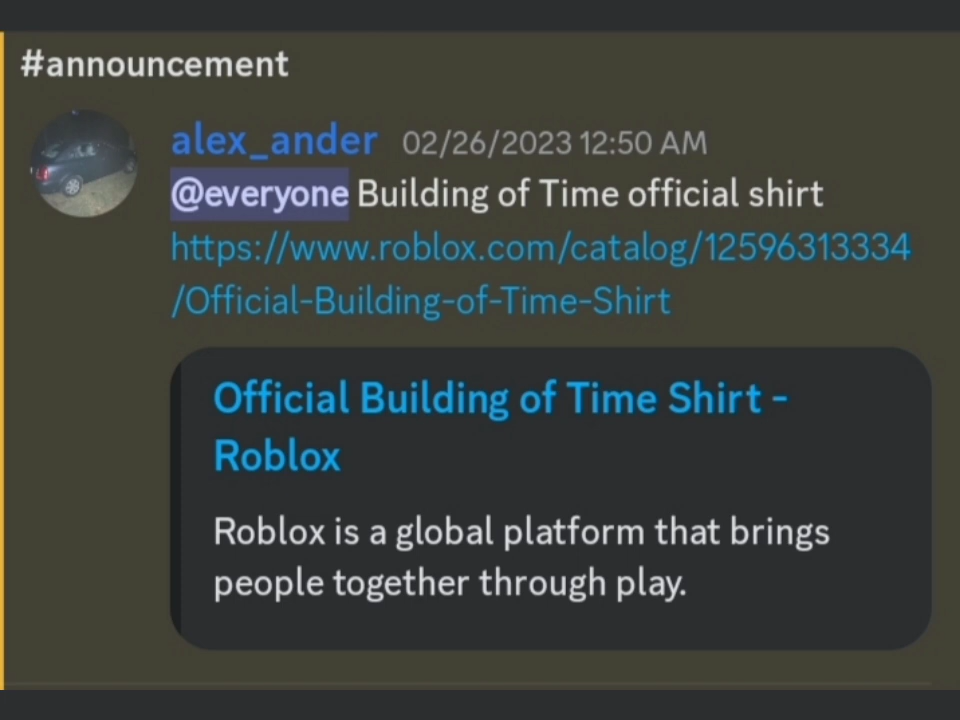 #announcement
alex_ander 02/26/2023 12:50 AM
@everyone Building of Time official shirt
https://www.roblox.com/catalog/12596313334
/Official-Building-of-Time-Shirt
Official Building of Time Shirt -
Roblox
Roblox is a global platform that brings
people together through play.